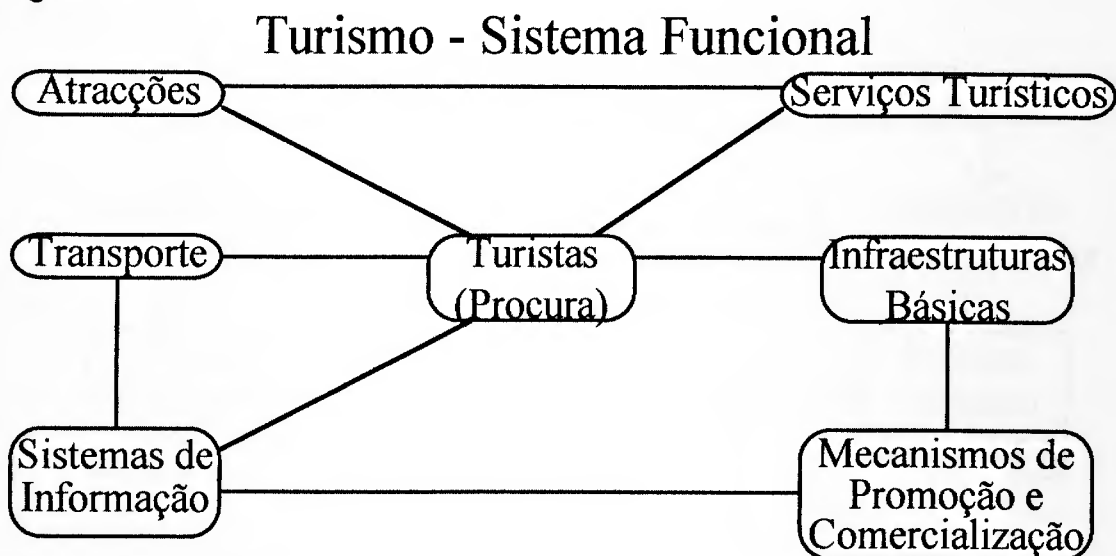 Turismo - Sistema Funcional
Atracções
Serviços Turísticos
Transporte
Turistas
(Procura)
Infraestruturas
Básicas
Sistemas de
Informação
Mecanismos de
Promoção e
Comercialização